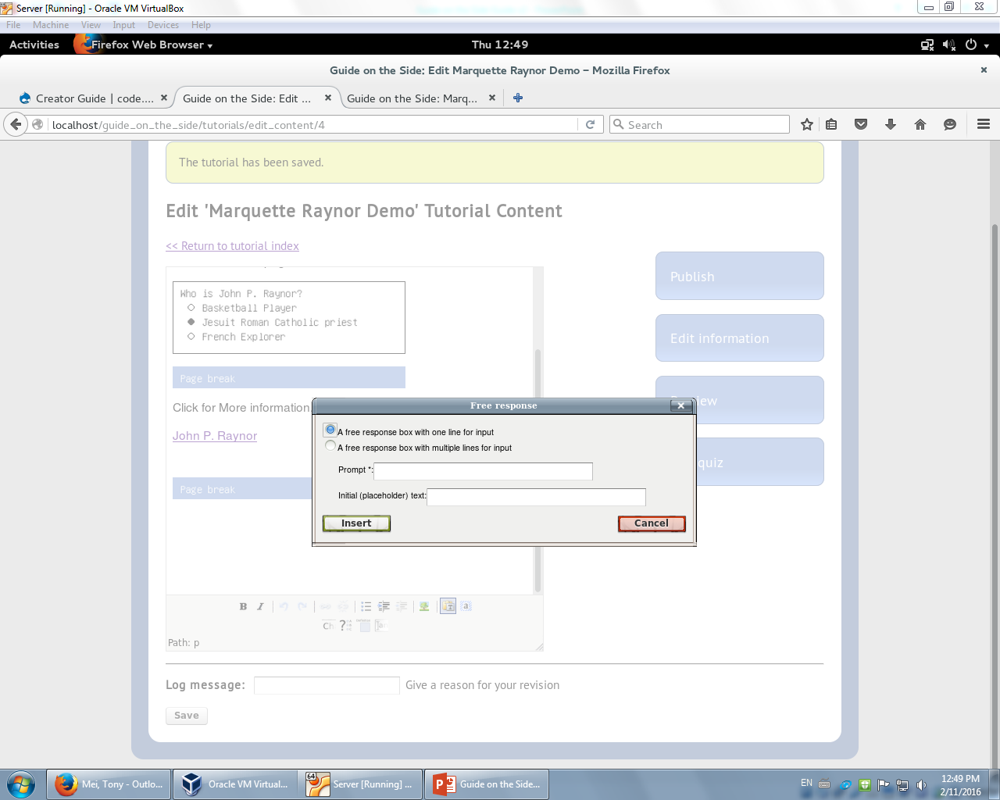 Server [Running] - Oracle VM VirtualBox
File Machine View Input Devices Help
Activities Firefox Web Browser Thu 12:49
Guide on the Side: Edit Marquette Raynor Demo – Mozilla Firefox
Creator Guide | code.... Guide on the Side: Edit ... Guide on the Side: Marq...
localhost/guide_on_the_side/tutorials/edit_content/4 Search
The tutorial has been saved.
Edit 'Marquette Raynor Demo' Tutorial Content
<< Return to tutorial index
Publish
Who is John P. Raynor?
Basketball Player
Jesuit Roman Catholic priest
French Explorer
Edit information
Page break
Click for More information
Free response
A free response box with one line for input
John P. Raynor
A free response box with multiple lines for input
quiz
Prompt *:
Page break
Initial (placeholder) text:
Insert Cancel
B I
Path: p
Log message: Give a reason for your revision
Save
Mei, Tony - Outlo... Oracle VM Virtual... 64 Server [Running] ... Guide on the Side... EN 12:49 PM
2/11/2016